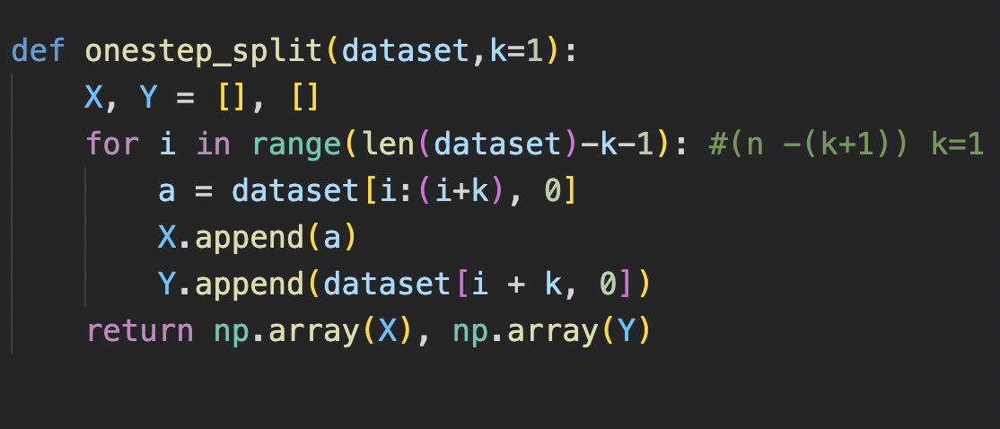 def onestep_split(dataset,k=1):
    X, Y = [], []
    for i in range(len(dataset)-k-1): #(n -(k+1)) k=1
        a = dataset[i:(i+k), 0]
        X.append(a)
        Y.append(dataset[i + k, 0])
    return np.array(X), np.array(Y)